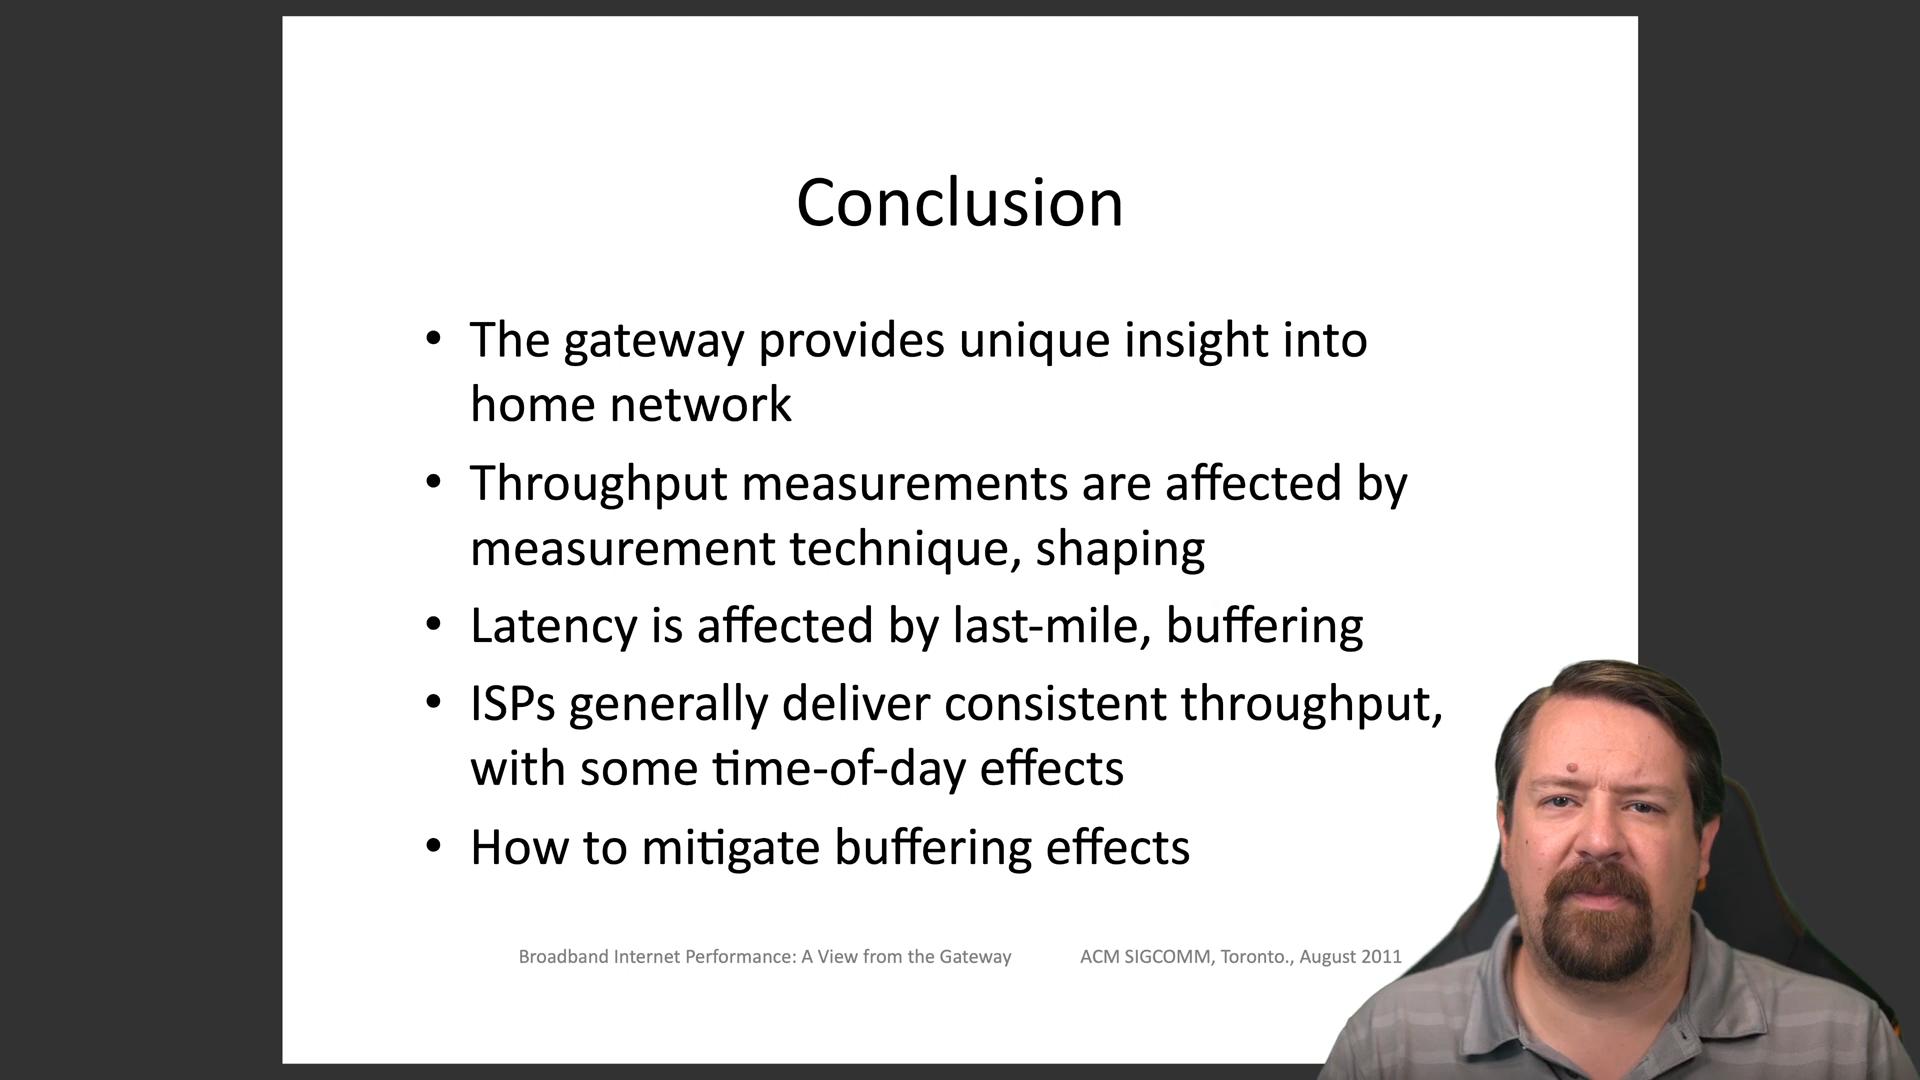 Conclusion
• The gateway provides unique insight into
home network
• Throughput measurements are affected by
measurement technique, shaping
• Latency is affected by last-mile, buffering
• ISPs generally deliver consistent throughput,
with some time-of-day effects
• How to mitigate buffering effects
Broadband Internet Performance: A View from the Gateway ACM SIGCOMM, Toronto., August 2011